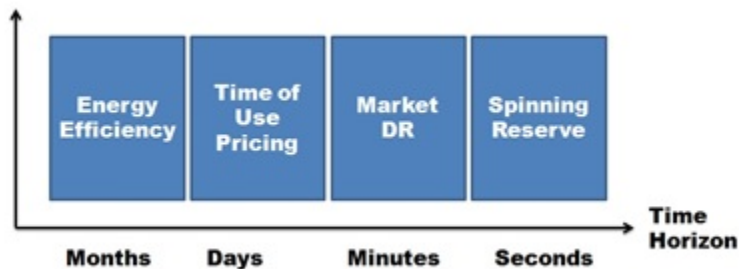 Energy
Efficiency
Time of
Use
Pricing
Market
DR
Spinning
Reserve
Time
Horizon
Months
Days
Minutes
Seconds